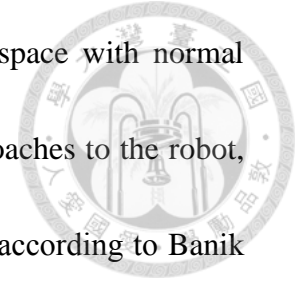 space with normal
oaches to the robot,
according to Banik